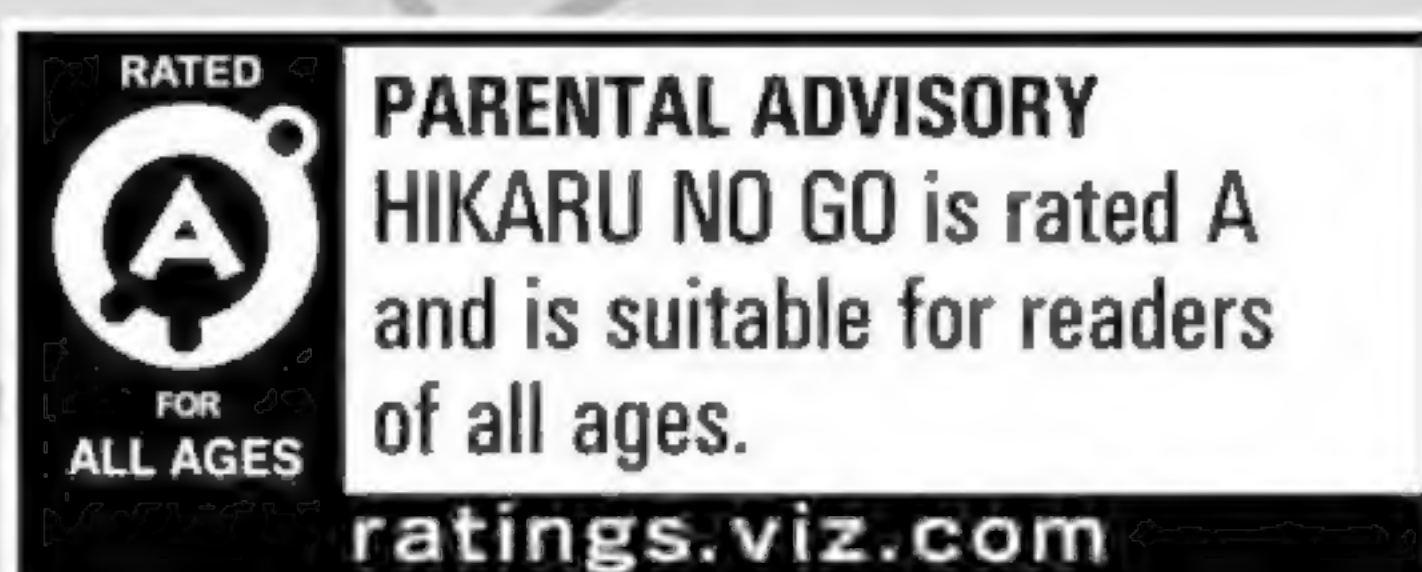 RATED
A
FOR
ALL AGES
PARENTAL ADVISORY
HIKARU NO GO is rated A
and is suitable for readers
of all ages.
ratings.viz.com